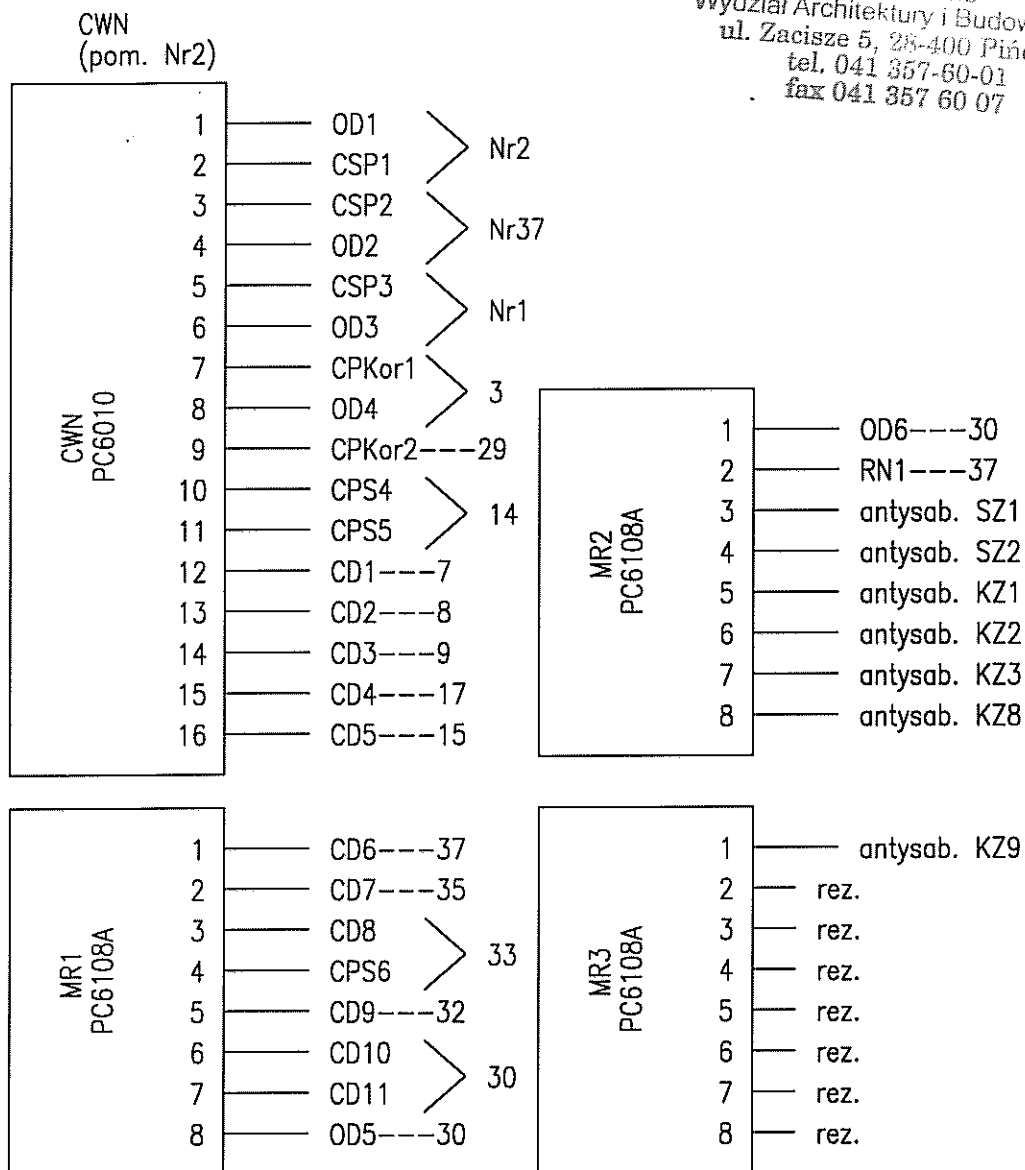 Wydział Architektury i
ul. Zacisze 5, 28-400
tel. 041 357-60-01
fax 041 357 60 07
CWN
(pom. Nr2)
CWN
PC6010
1 OD1
2 CSP1
Nr2
3 CSP2
4 OD2
Nr37
5 CSP3
6 OD3
Nr1
7 CPKor1
8 OD4
3
9 CPKor2----29
10 CPS4
11 CPS5
14
12 CD1---7
13 CD2---8
14 CD3---9
15 CD4---17
16 CD5---15
MR2
PC6108A
1 OD6---30
2 RN1---37
3 antysab. SZ1
4 antysab. SZ2
5 antysab. KZ1
6 antysab. KZ2
7 antysab. KZ3
8 antysab. KZ8
MR1
PC6108A
1 CD6---37
2 CD7---35
3 CD8
4 CPS6
33
5 CD9---32
6 CD10
7 CD11
30
8 OD5---30
MR3
PC6108A
1 antysab. KZ9
2 rez.
3 rez.
4 rez.
5 rez.
6 rez.
7 rez.
8 rez.